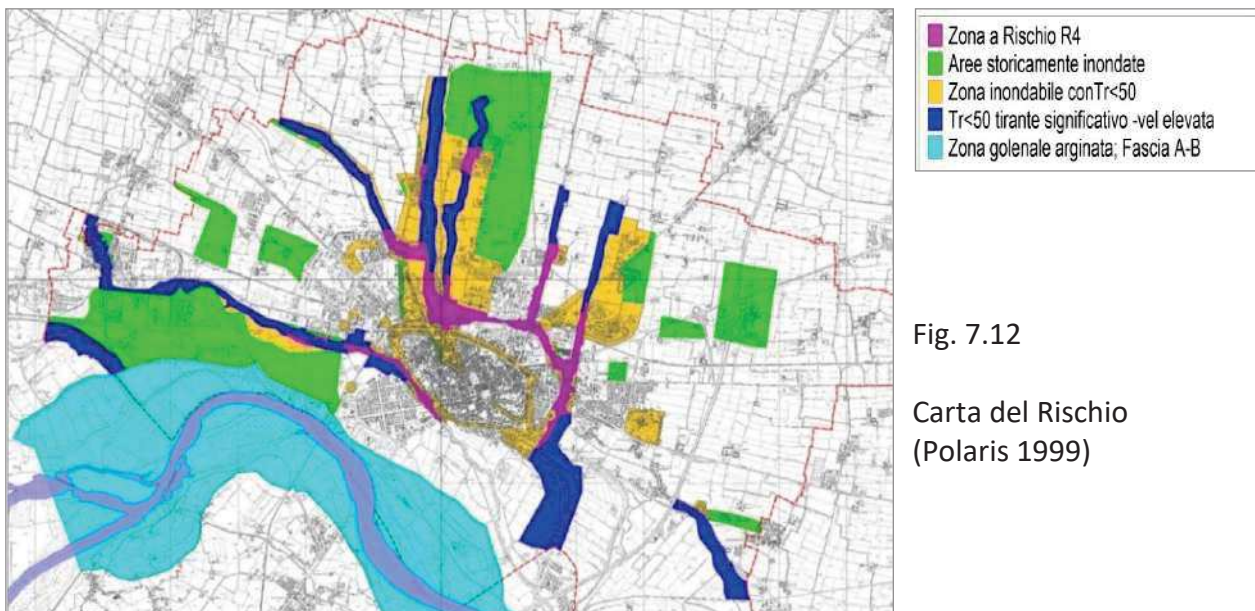 Zona a Rischio R4
Aree storicamente inondate
Zona inondabile conTr<50
Tr<50 tirante significativo -vel elevata
Zona golenale arginata; Fascia A-B
Fig. 7.12
Carta del Rischio
(Polaris 1999)